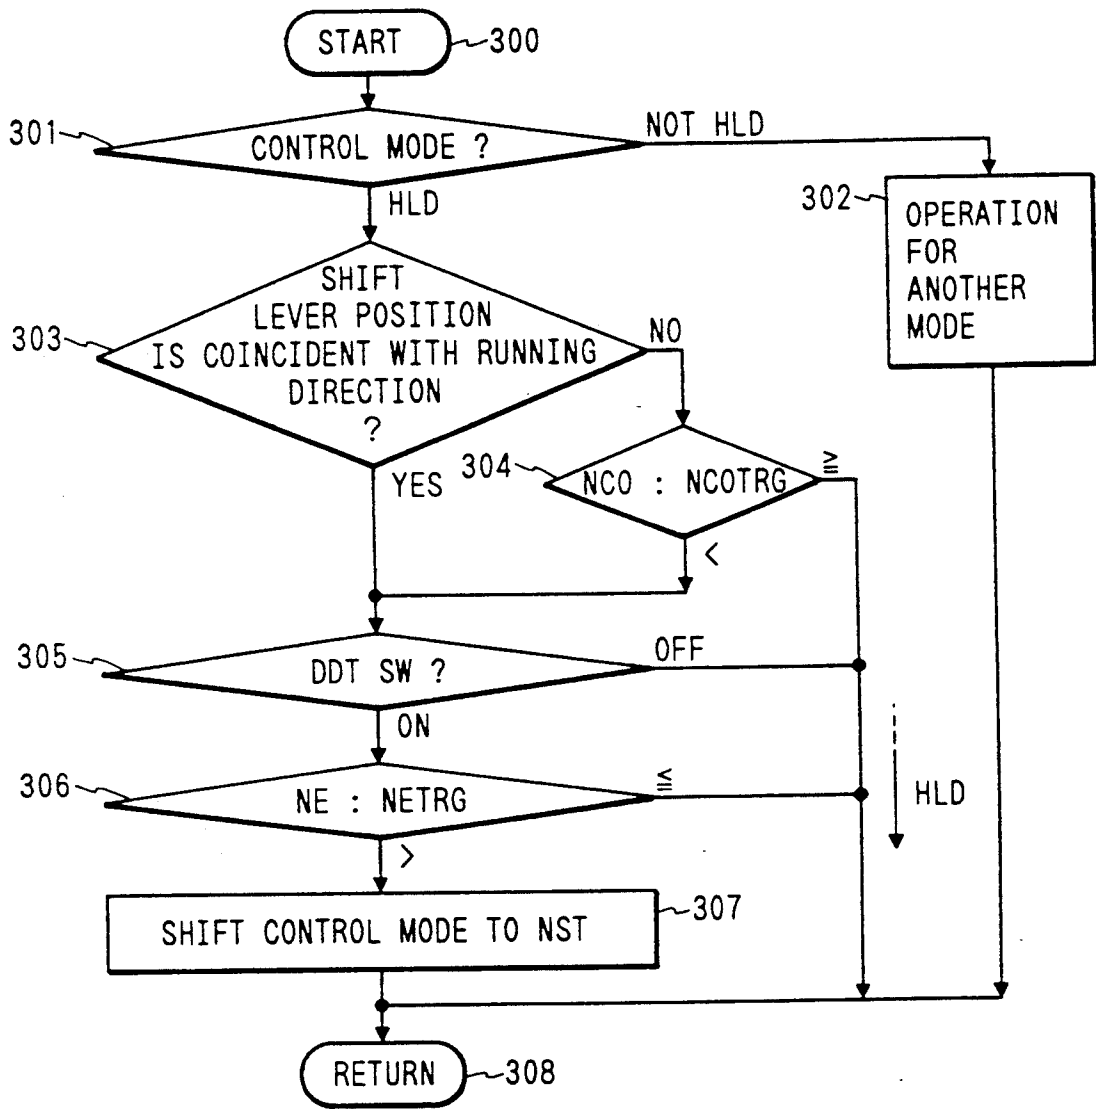 START
300
301
CONTROL MODE ?
NOT HLD
HLD
302
OPERATION
FOR
ANOTHER
MODE
303
SHIFT
LEVER POSITION
IS COINCIDENT WITH RUNNING
DIRECTION
?
NO
YES
304
NCO : NCOTRG
≧
<
305
DDT SW ?
OFF
ON
306
NE : NETRG
≦
>
HLD
SHIFT CONTROL MODE TO NST
307
RETURN
308